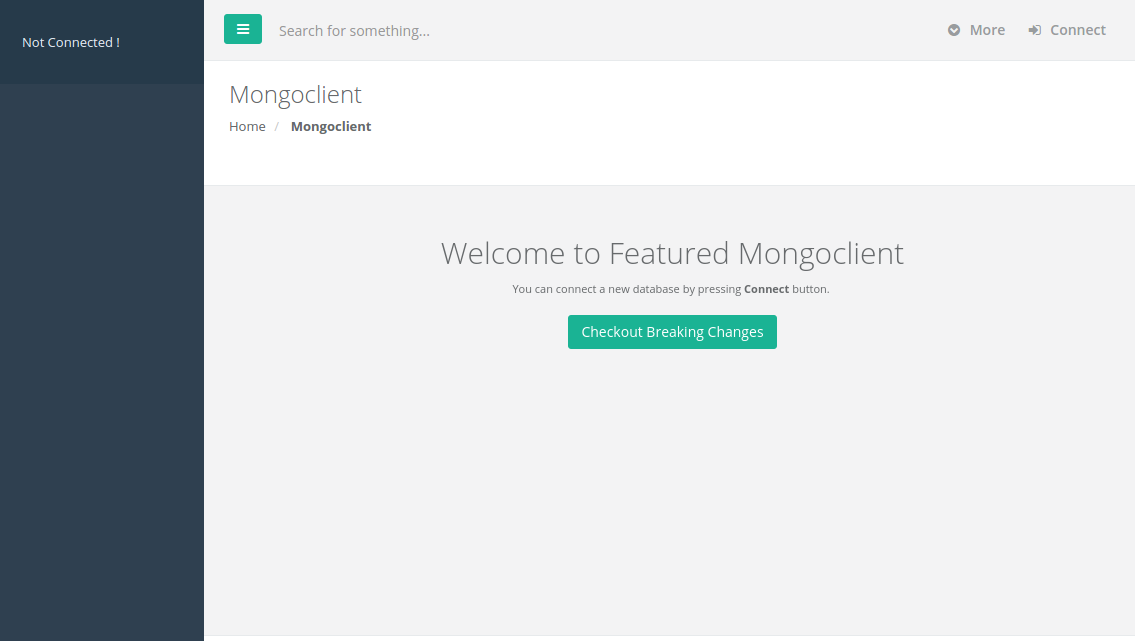 Not Connected !
Search for something...
More
Connect
Mongoclient
Home / Mongoclient
Welcome to Featured Mongoclient
You can connect a new database by pressing Connect button.
Checkout Breaking Changes